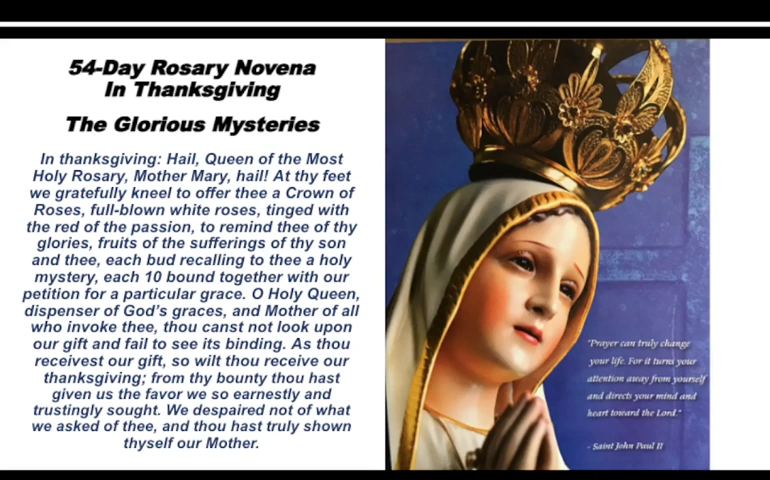 54-Day Rosary Novena
In Thanksgiving
The Glorious Mysteries
In thanksgiving: Hail, Queen of the Most
Holy Rosary, Mother Mary, hail! At thy feet
we gratefully kneel to offer thee a Crown of
Roses, full-blown white roses, tinged with
the red of the passion, to remind thee of thy
glories, fruits of the sufferings of thy son
and thee, each bud recalling to thee a holy
mystery, each 10 bound together with our
petition for a particular grace. O Holy Queen,
dispenser of God's graces, and Mother of all
who invoke thee, thou canst not look upon
our gift and fail to see its binding. As thou
receivest our gift, so wilt thou receive our
thanksgiving; from thy bounty thou hast
given us the favor we so earnestly and
trustingly sought. We despaired not of what
we asked of thee, and thou hast truly shown
thyself our Mother.
"Prayer can truly change
your life. For it turns your
attention away from yourself
and directs your mind and
heart toward the Lord."
- Saint John Paul II